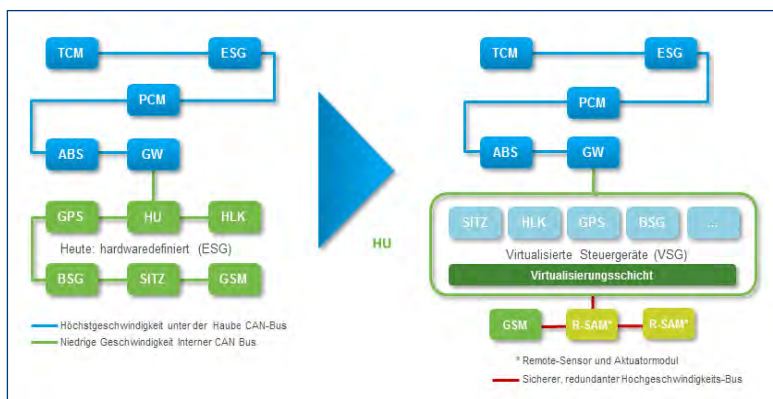 TCM
ESG
PCM
ABS
GW
GPS
HU
HLK
Heute: hardwaredefiniert (ESG)
BSG
SITZ
GSM
Höchstgeschwindigkeit unter der Haube CAN-Bus
Niedrige Geschwindigkeit Interner CAN Bus
HU
TCM
ESG
PCM
ABS
GW
SITZ
HLK
GPS
BSG
...
Virtualisierte Steuergeräte (VSG)
Virtualisierungsschicht
GSM
R-SAM*
R-SAM*
* Remote-Sensor und Aktuatormodul
Sicherer, redundanter Hochgeschwindigkeits-Bus